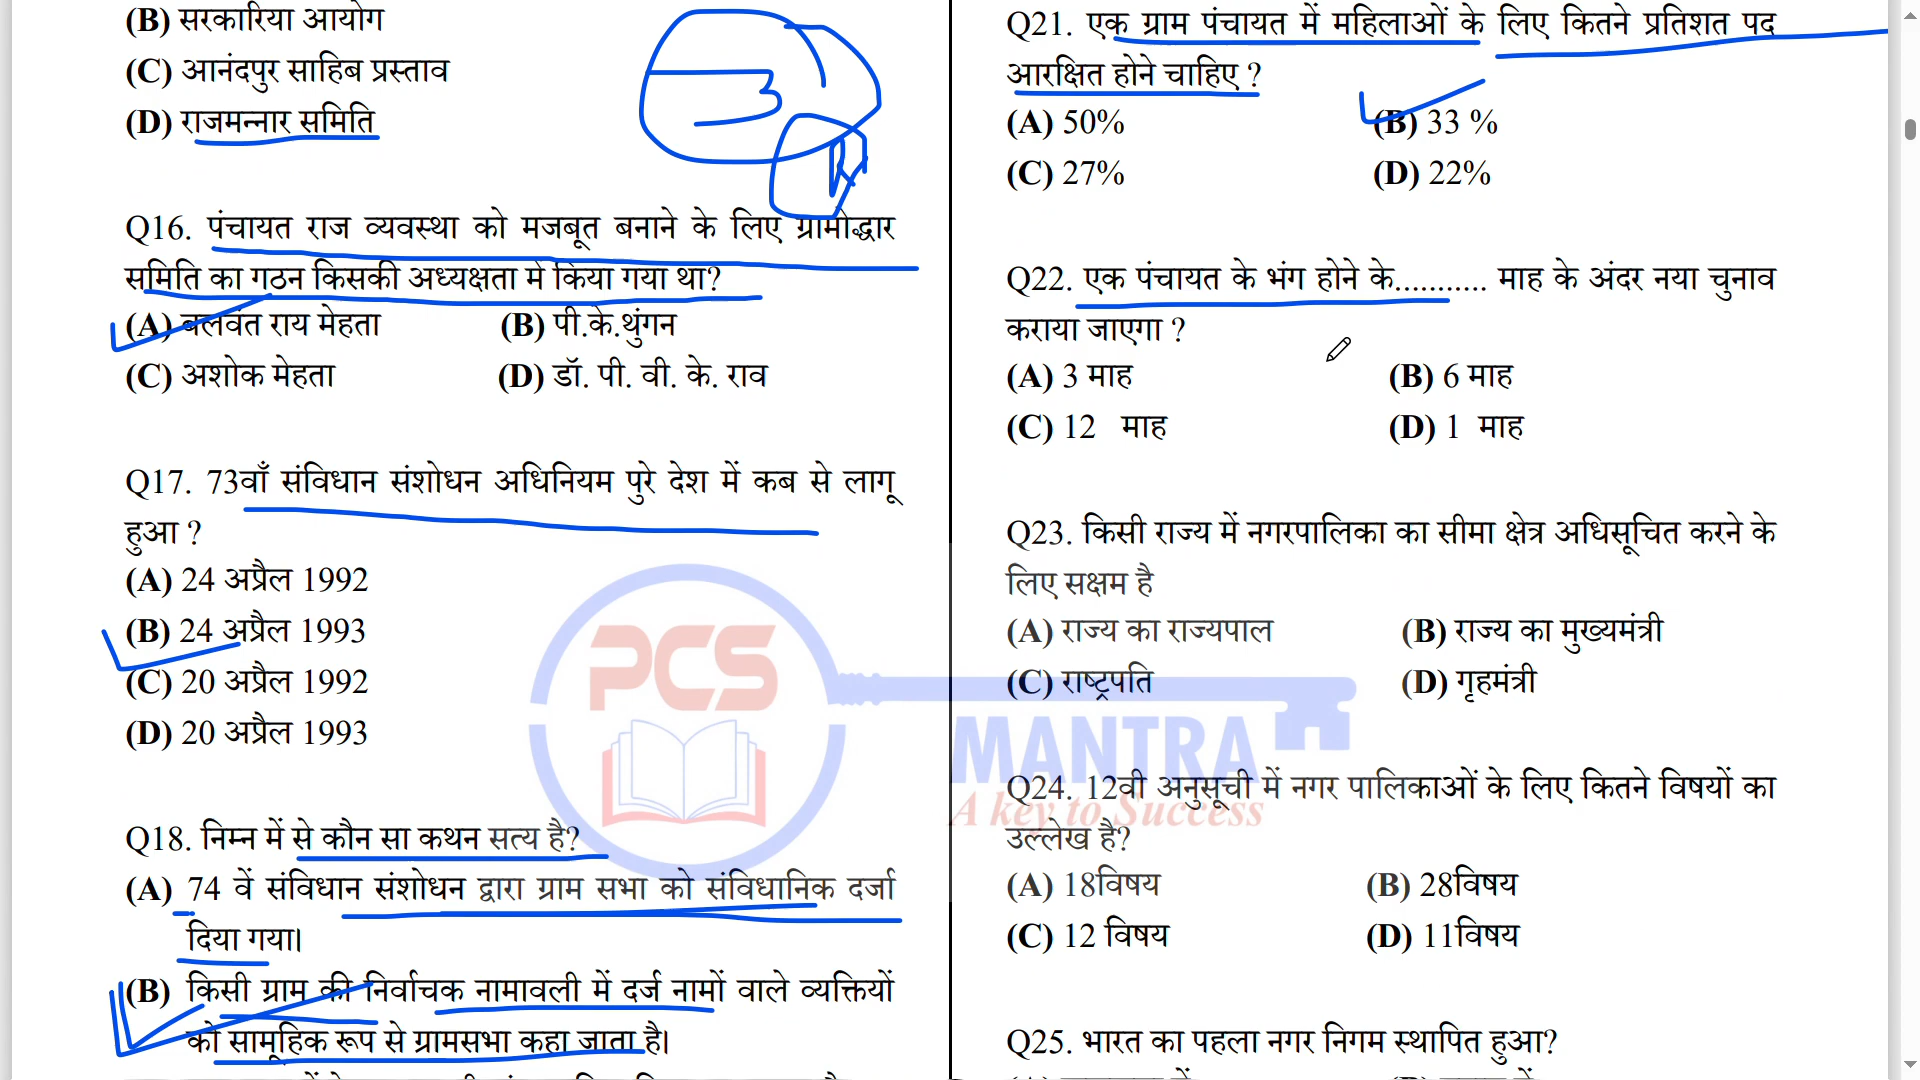 (B) सरकारिया आयोग
(C) आनंदपुर साहिब प्रस्ताव
(D) राजमन्नार समिति
Q16. पंचायत राज व्यवस्था को मजबूत बनाने के लिए ग्रामोद्धार
समिति का गठन किसकी अध्यक्षता मे किया गया था?
(A) बलवंत राय मेहता (B) पी.के.थुंगन
(C) अशोक मेहता (D) डॉ. पी. वी. के. राव
Q17. 73वाँ संविधान संशोधन अधिनियम पुरे देश में कब से लागू
हुआ ?
(A) 24 अप्रैल 1992
(B) 24 अप्रैल 1993
(C) 20 अप्रैल 1992
(D) 20 अप्रैल 1993
Q18. निम्न में से कौन सा कथन सत्य है?
(A) 74 वें संविधान संशोधन द्वारा ग्राम सभा को संविधानिक दर्जा
दिया गया।
(B) किसी ग्राम की निर्वाचक नामावली में दर्ज नामों वाले व्यक्तियों
को सामूहिक रूप से ग्रामसभा कहा जाता है।
Q21. एक ग्राम पंचायत में महिलाओं के लिए कितने प्रतिशत पद
आरक्षित होने चाहिए ?
(A) 50% (B) 33 %
(C) 27% (D) 22%
Q22. एक पंचायत के भंग होने के........... माह के अंदर नया चुनाव
कराया जाएगा ?
(A) 3 माह (B) 6 माह
(C) 12 माह (D) 1 माह
Q23. किसी राज्य में नगरपालिका का सीमा क्षेत्र अधिसूचित करने के
लिए सक्षम है
(A) राज्य का राज्यपाल (B) राज्य का मुख्यमंत्री
(C) राष्ट्रपति (D) गृहमंत्री
Q24. 12वी अनुसूची में नगर पालिकाओं के लिए कितने विषयों का
उल्लेख है?
(A) 18विषय (B) 28विषय
(C) 12 विषय (D) 11विषय
Q25. भारत का पहला नगर निगम स्थापित हुआ?
PCS
MANTRA
A key to Success